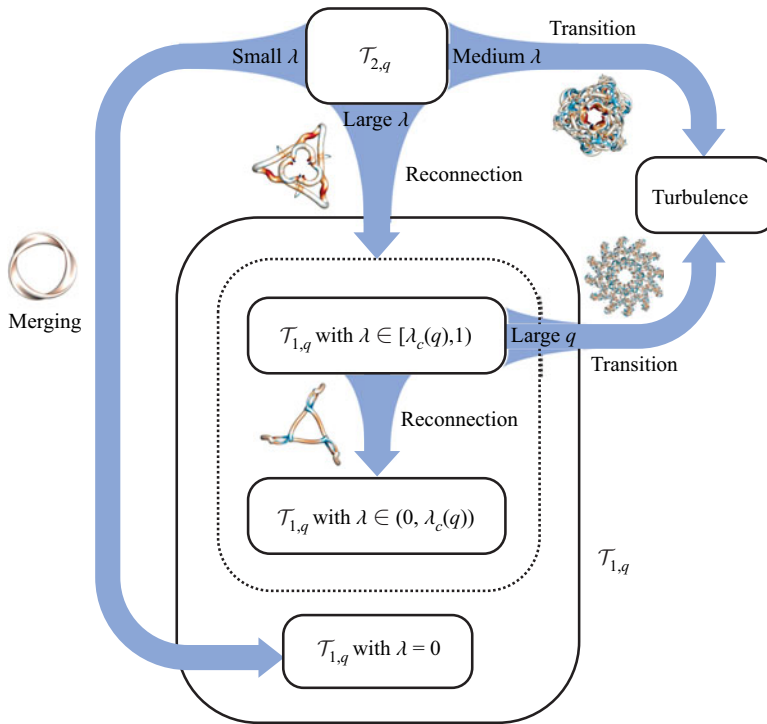 Transition
Small λ
𝒯2,q
Medium λ
Large λ
Reconnection
Turbulence
Merging
𝒯1,q with λ ∈ [λc(q),1)
Large q
Transition
Reconnection
𝒯1,q with λ ∈ (0, λc(q))
𝒯1,q
𝒯1,q with λ = 0